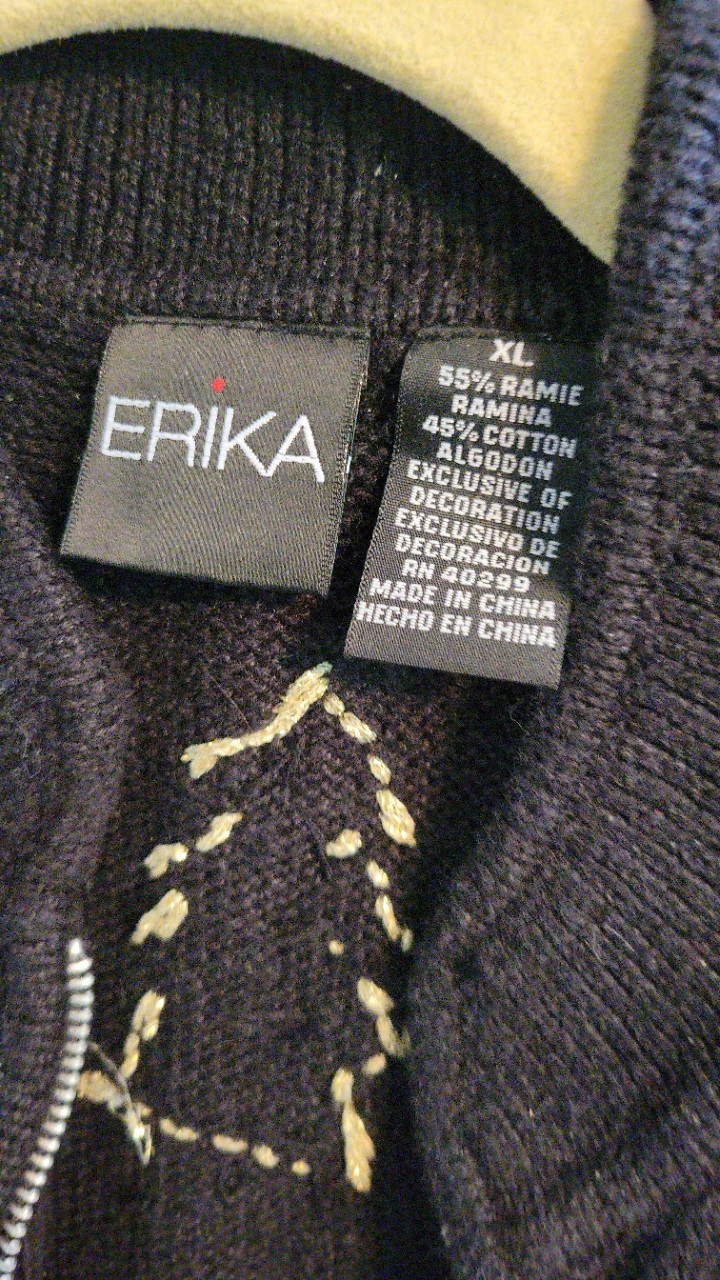 ERIKA
XL
55% RAMIE
RAMINA
45% COTTON
ALGODON
EXCLUSIVE OF
DECORATION
EXCLUSIVO DE
DECORACION
RN 40299
MADE IN CHINA
HECHO EN CHINA